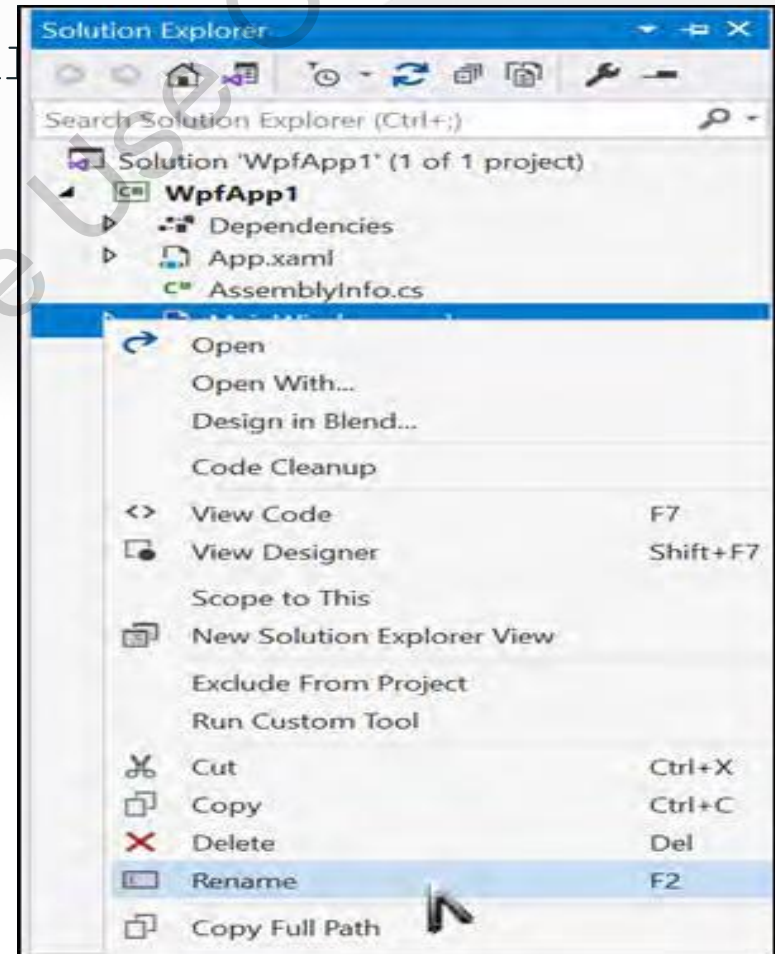 Solution Explorer
Search Solution Explorer (Ctrl+;)
Solution 'WpfApp1' (1 of 1 project)
C# WpfApp1
Dependencies
App.xaml
C# AssemblyInfo.cs
Open
Open With...
Design in Blend...
Code Cleanup
View Code F7
View Designer Shift+F7
Scope to This
New Solution Explorer View
Exclude From Project
Run Custom Tool
Cut Ctrl+X
Copy Ctrl+C
Delete Del
Rename F2
Copy Full Path